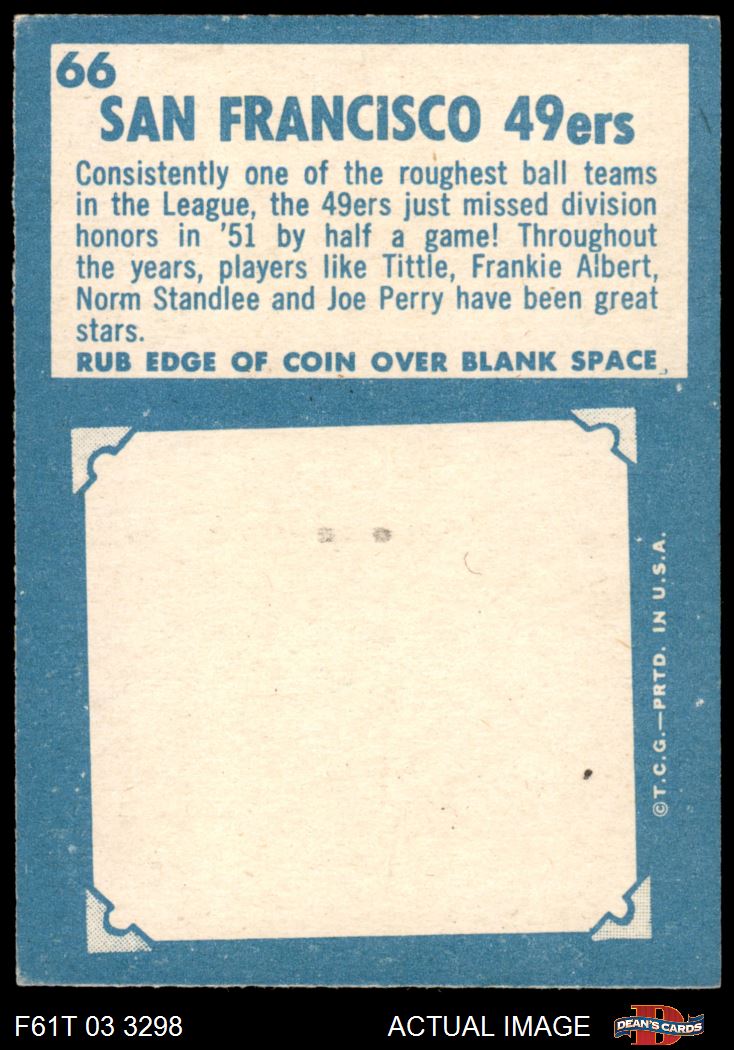 66
SAN FRANCISCO 49ers
Consistently one of the roughest ball teams
in the League, the 49ers just missed division
honors in '51 by half a game! Throughout
the years, players like Tittle, Frankie Albert,
Norm Standlee and Joe Perry have been great
stars.
RUB EDGE OF COIN OVER BLANK SPACE
©T.C.G.—PRTD. IN U.S.A.
F61T 03 3298
ACTUAL IMAGE
DEAN'S CARDS